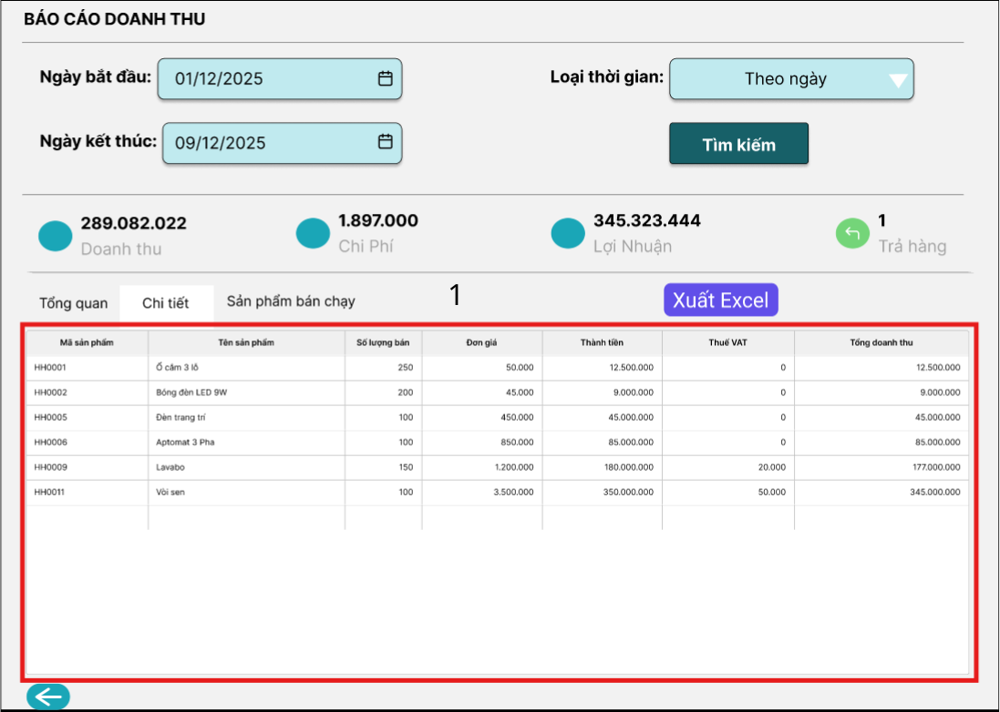 BÁO CÁO DOANH THU
Ngày bắt đầu: 01/12/2025 Loại thời gian: Theo ngày
Ngày kết thúc: 09/12/2025 Tìm kiếm
289.082.022 1.897.000 345.323.444 1
Doanh thu Chi Phí Lợi Nhuận Trả hàng
Tổng quan Chi tiết Sản phẩm bán chạy 1 Xuất Excel
Mã sản phẩm Tên sản phẩm Số lượng bán Đơn giá Thành tiền Thuế VAT Tổng doanh thu
HH0001 Ổ cắm 3 lỗ 250 50.000 12.500.000 0 12.500.000
HH0002 Bóng đèn LED 9W 200 45.000 9.000.000 0 9.000.000
HH0005 Đèn trang trí 100 450.000 45.000.000 0 45.000.000
HH0006 Aptomat 3 Pha 100 850.000 85.000.000 0 85.000.000
HH0009 Lavabo 150 1.200.000 180.000.000 20.000 177.000.000
HH0011 Vòi sen 100 3.500.000 350.000.000 50.000 345.000.000